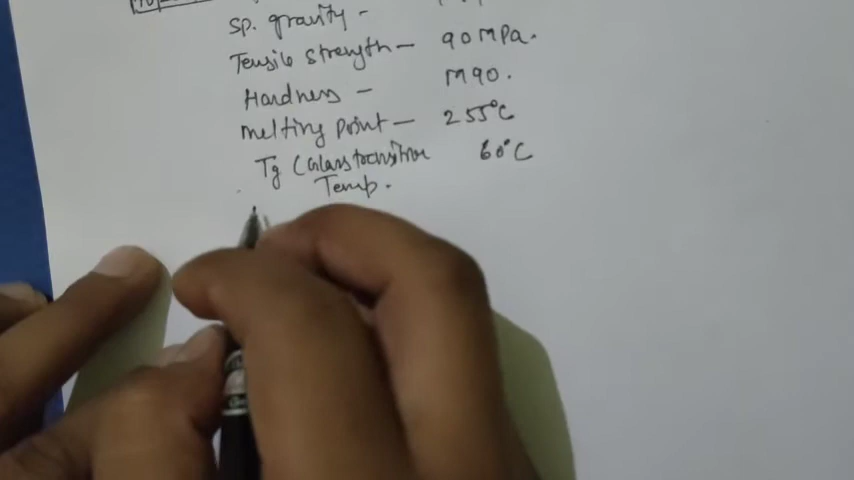 Sp. gravity -
Tensile strength — 90 MPa.
Hardness - M90.
melting point — 255°C
Tg (Glass transition 60°C
Temp.